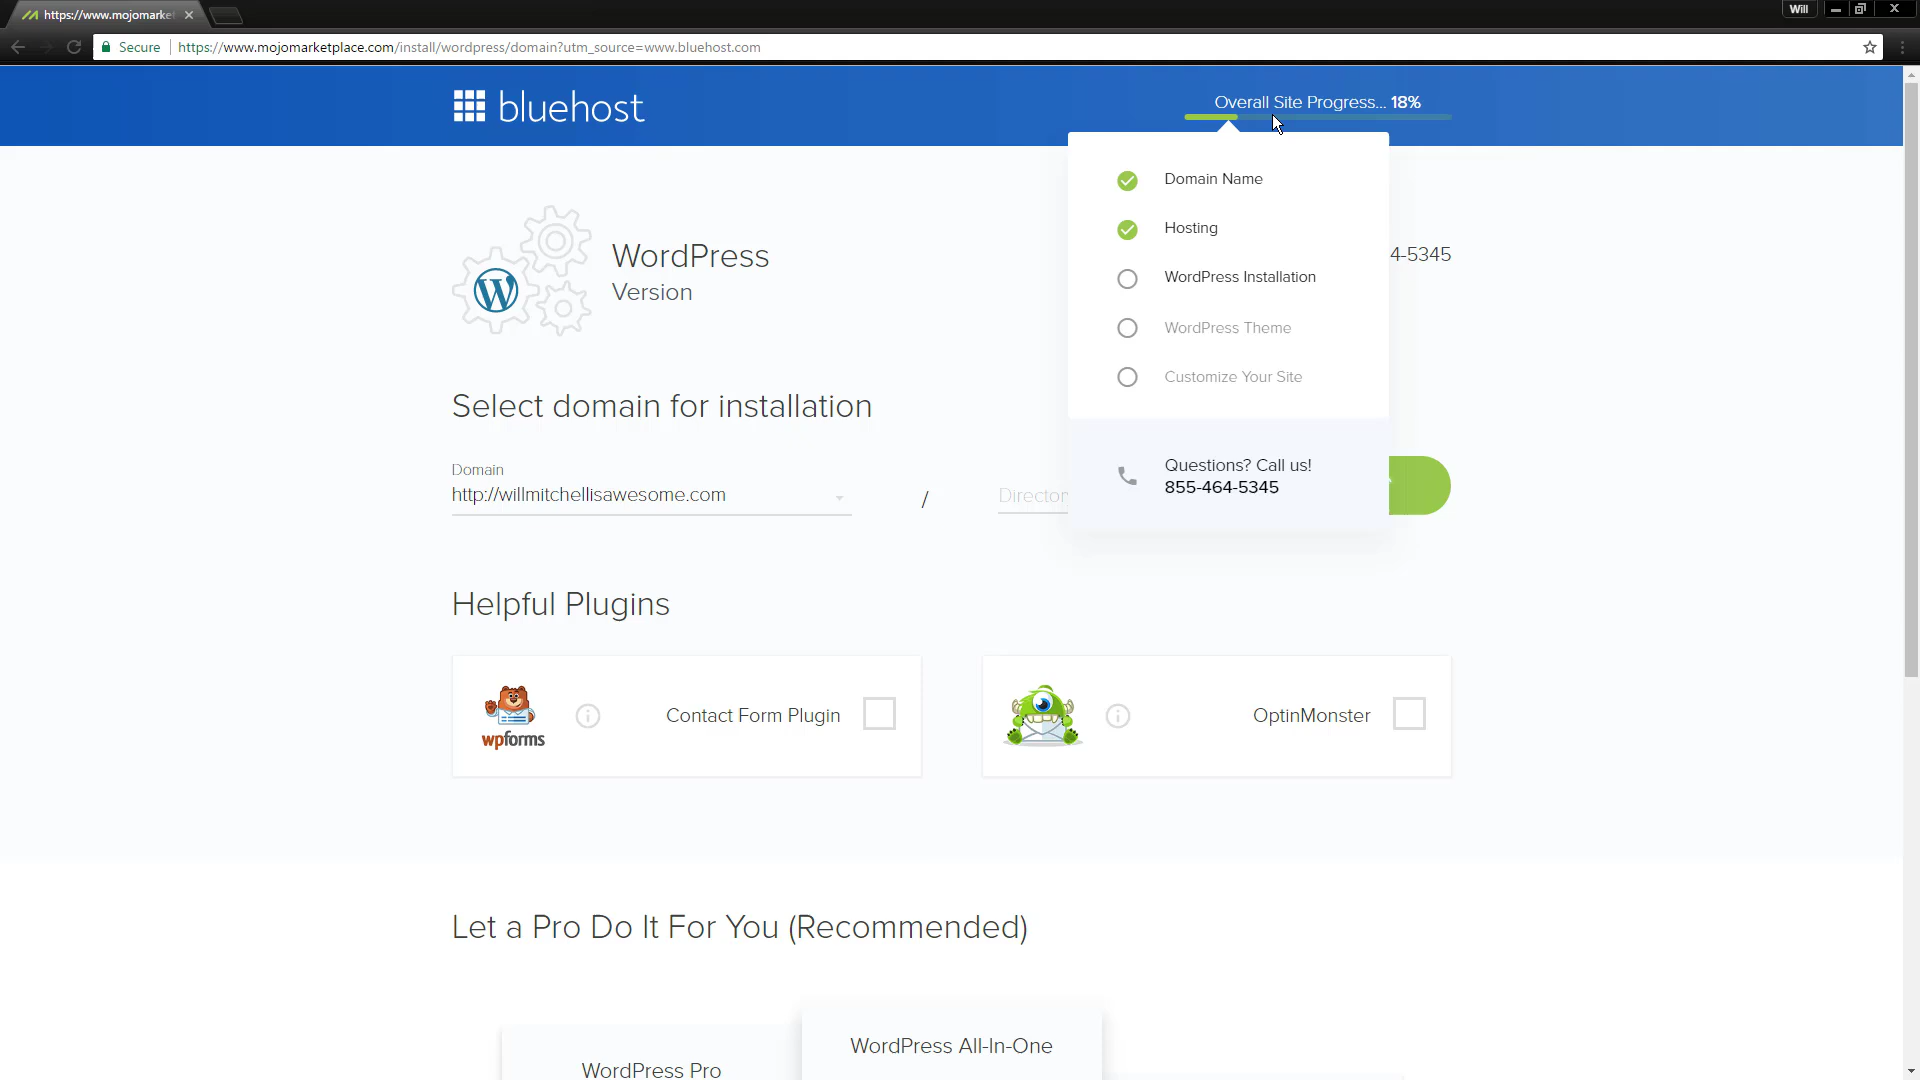 https://www.mojomarke
Will
Secure
https://www.mojomarketplace.com/install/wordpress/domain?utm_source=www.bluehost.com
bluehost
Overall Site Progress... 18%
Domain Name
Hosting
WordPress Installation
WordPress Theme
Customize Your Site
Questions? Call us!
855-464-5345
4-5345
WordPress
Version
Select domain for installation
Domain
http://willmitchellisawesome.com
/
Director
Helpful Plugins
wpforms
Contact Form Plugin
OptinMonster
Let a Pro Do It For You (Recommended)
WordPress Pro
WordPress All-In-One